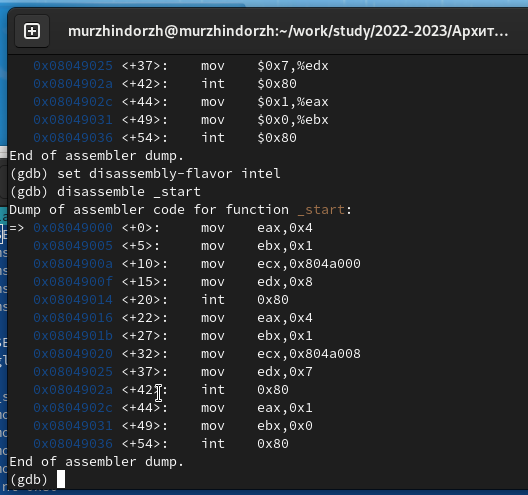 murzhindorzh@murzhindorzh:~/work/study/2022-2023/Архит...
0x08049025 <+37>: mov $0x7,%edx
0x0804902a <+42>: int $0x80
0x0804902c <+44>: mov $0x1,%eax
0x08049031 <+49>: mov $0x0,%ebx
0x08049036 <+54>: int $0x80
End of assembler dump.
(gdb) set disassembly-flavor intel
(gdb) disassemble _start
Dump of assembler code for function _start:
=> 0x08049000 <+0>: mov eax,0x4
0x08049005 <+5>: mov ebx,0x1
0x0804900a <+10>: mov ecx,0x804a000
0x0804900f <+15>: mov edx,0x8
0x08049014 <+20>: int 0x80
0x08049016 <+22>: mov eax,0x4
0x0804901b <+27>: mov ebx,0x1
0x08049020 <+32>: mov ecx,0x804a008
0x08049025 <+37>: mov edx,0x7
0x0804902a <+42>: int 0x80
0x0804902c <+44>: mov eax,0x1
0x08049031 <+49>: mov ebx,0x0
0x08049036 <+54>: int 0x80
End of assembler dump.
(gdb)